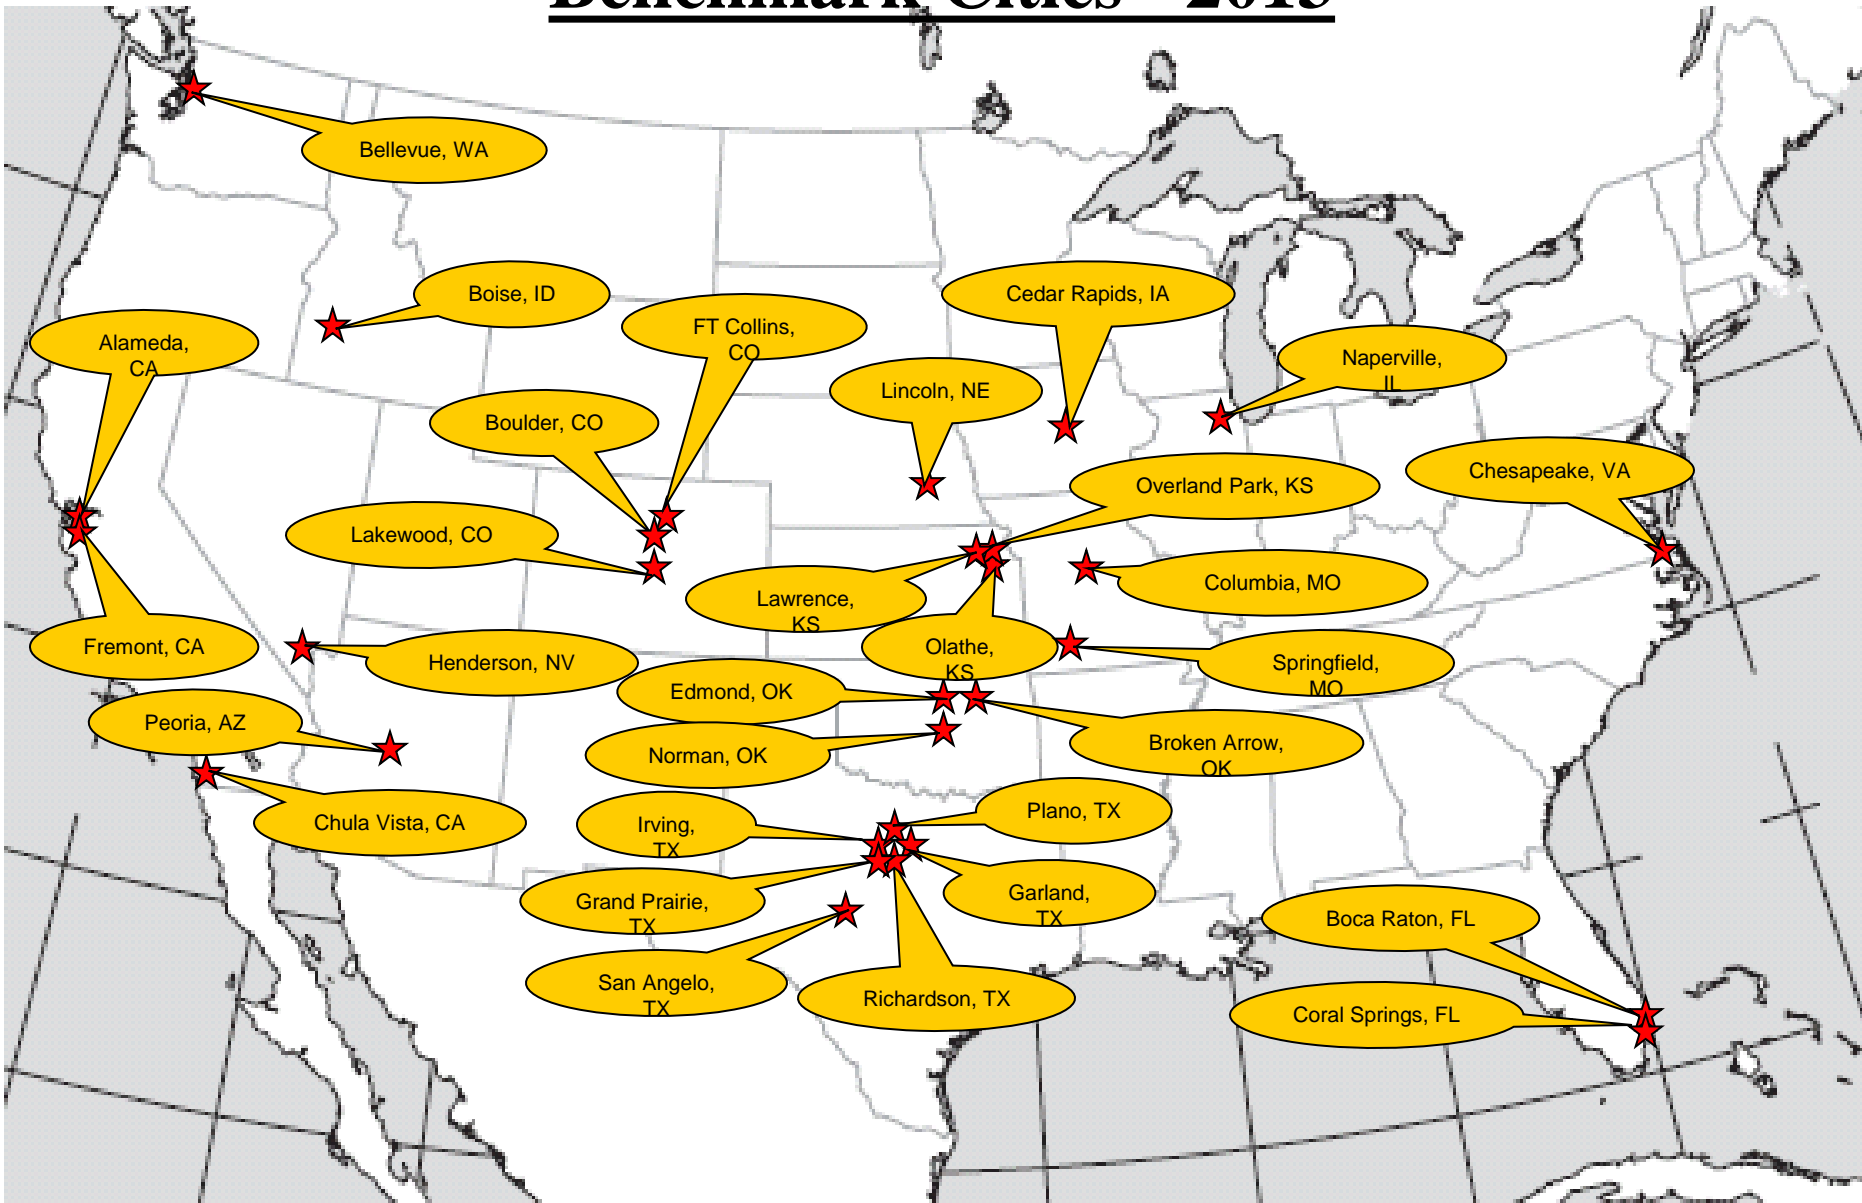 Benchmark Cities
Bellevue, WA
Boise, ID
Cedar Rapids, IA
FT Collins,
CO
Alameda,
CA
Naperville,
IL
Lincoln, NE
Boulder, CO
Chesapeake, VA
Overland Park, KS
Lakewood, CO
Columbia, MO
Lawrence,
KS
Fremont, CA
Henderson, NV
Olathe,
KS
Springfield,
MO
Edmond, OK
Peoria, AZ
Norman, OK
Broken Arrow,
OK
Chula Vista, CA
Irving,
TX
Plano, TX
Grand Prairie,
TX
Garland,
TX
Boca Raton, FL
San Angelo,
TX
Richardson, TX
Coral Springs, FL